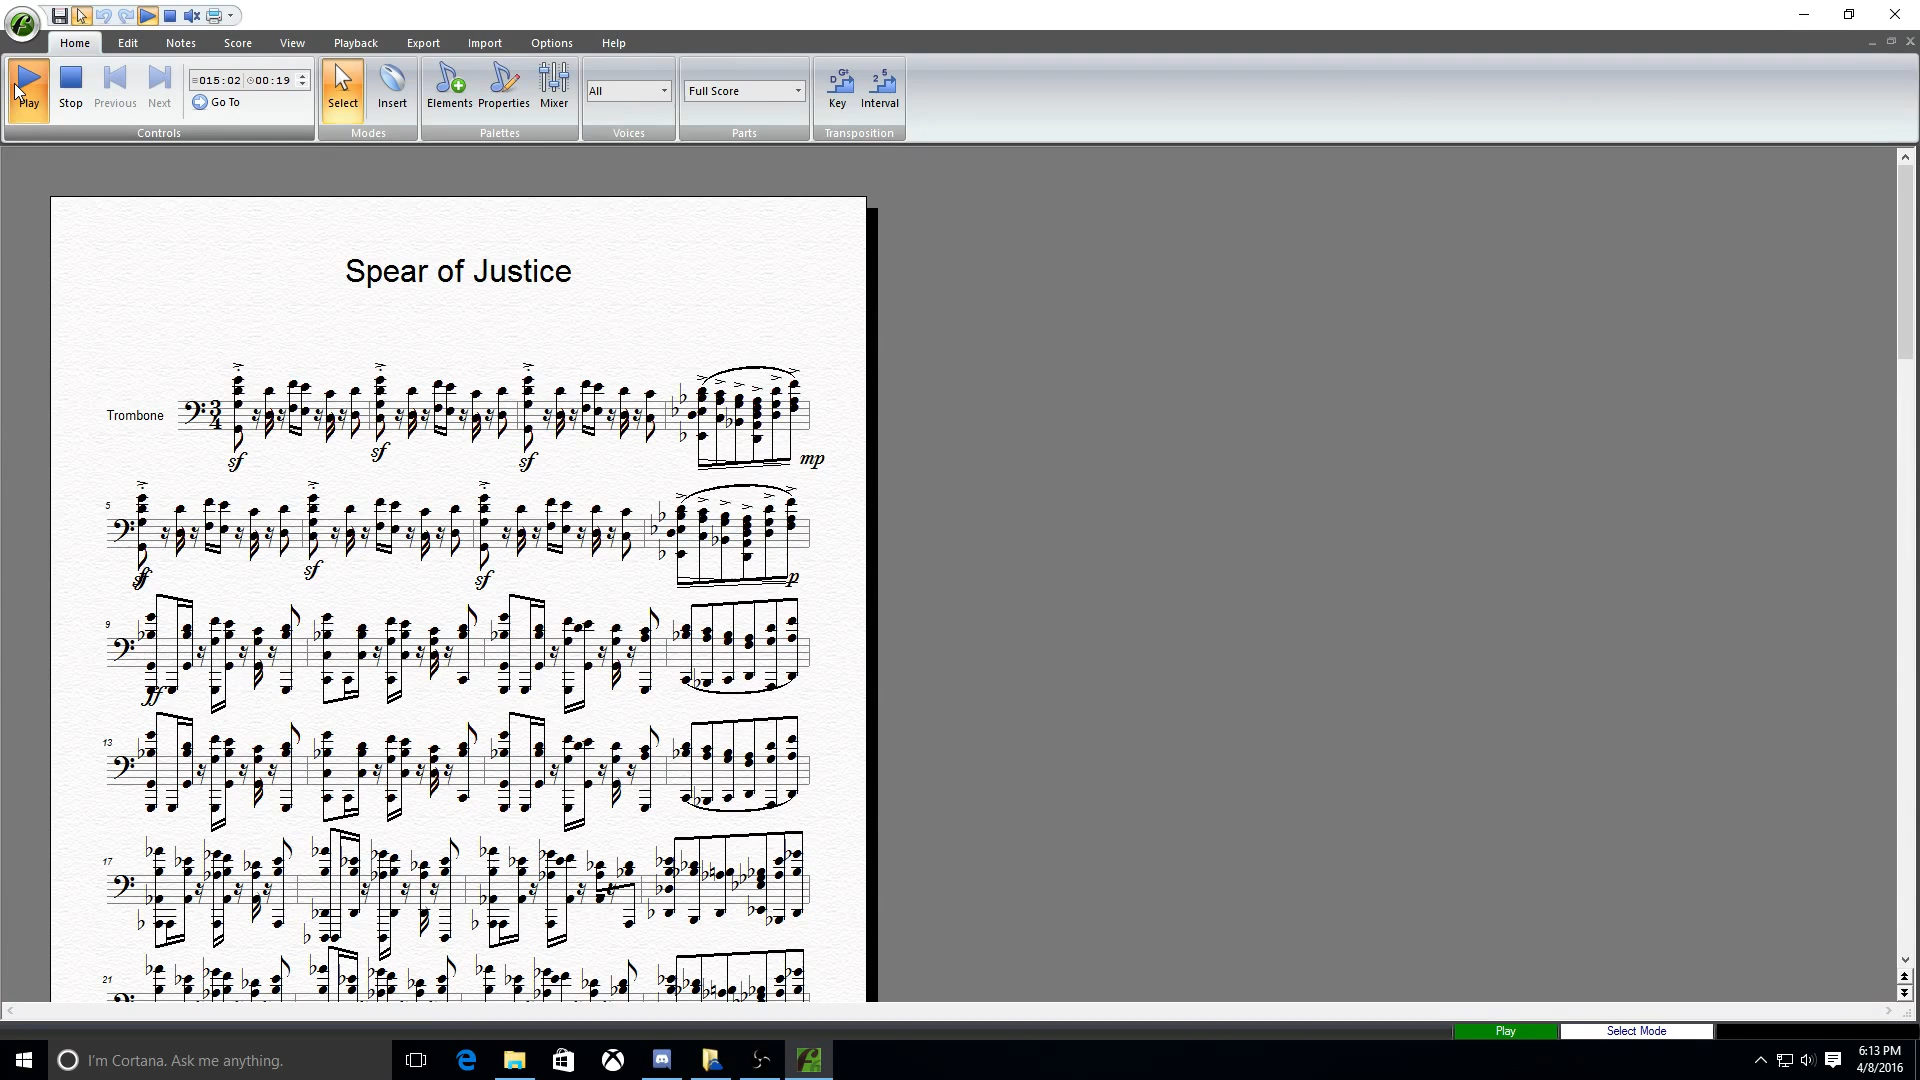 Home Edit Notes Score View Playback Export Import Options Help
015:02 00:19
Go To
Play Stop Previous Next
Controls
Select Insert
Modes
Elements Properties Mixer
Palettes
All
Voices
Full Score
Parts
Key Interval
Transposition
Spear of Justice
Trombone
3
4
sf sf sf mp
5
sf sf sf p
9
ff
13
17
21
Play Select Mode
I'm Cortana. Ask me anything.
6:13 PM
4/8/2016